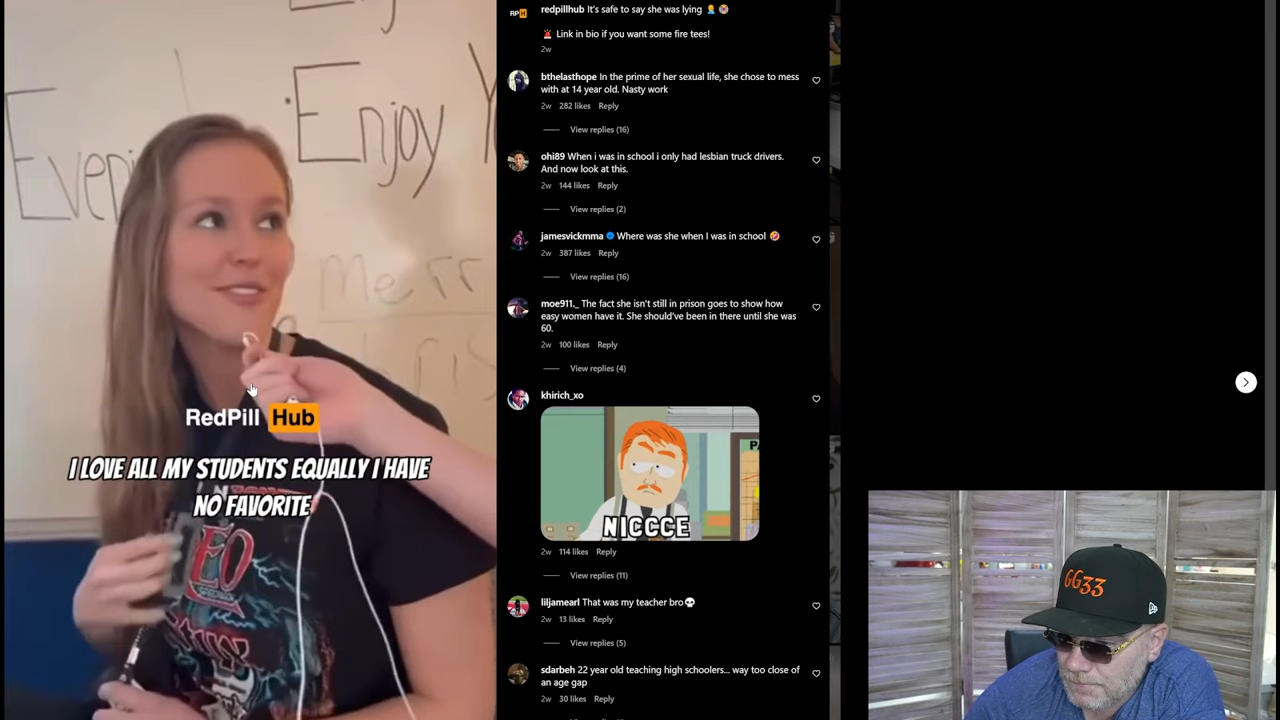 Enjoy Y
Eveni
Merr
ris
RedPill Hub
I LOVE ALL MY STUDENTS EQUALLY I HAVE
NO FAVORITE
RPH
redpillhub It's safe to say she was lying 🤦‍♂️ 😭
🚨 Link in bio if you want some fire tees!
2w
bthelasthope In the prime of her sexual life, she chose to mess
with at 14 year old. Nasty work
2w 282 likes Reply
View replies (16)
ohi89 When i was in school i only had lesbian truck drivers.
And now look at this.
2w 144 likes Reply
View replies (2)
jamesvickmma Where was she when I was in school 🤣
2w 387 likes Reply
View replies (16)
moe911._ The fact she isn't still in prison goes to show how
easy women have it. She should've been in there until she was
60.
2w 100 likes Reply
View replies (4)
khirich_xo
PA
NICCCE
2w 114 likes Reply
View replies (11)
liljamearl That was my teacher bro💀
2w 13 likes Reply
View replies (5)
sdarbeh 22 year old teaching high schoolers... way too close of
an age gap
2w 30 likes Reply
GG33